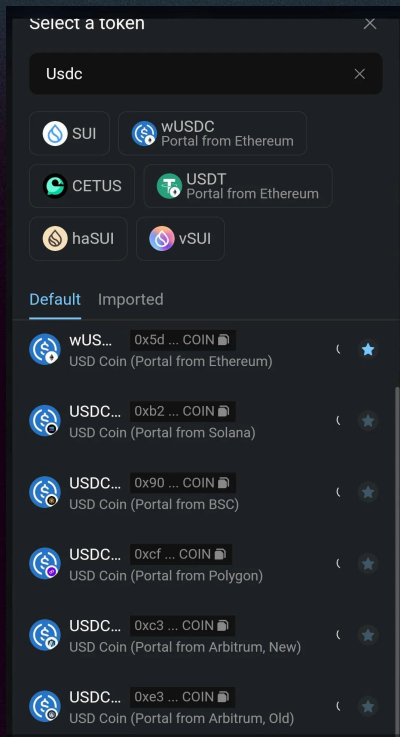 Select a token
Usdc
SUI
wUSDC
Portal from Ethereum
CETUS
USDT
Portal from Ethereum
haSUI
vSUI
Default Imported
wUS... 0x5d ... COIN
USD Coin (Portal from Ethereum)
USDC... 0xb2 ... COIN
USD Coin (Portal from Solana)
USDC... 0x90 ... COIN
USD Coin (Portal from BSC)
USDC... 0xcf ... COIN
USD Coin (Portal from Polygon)
USDC... 0xc3 ... COIN
USD Coin (Portal from Arbitrum, New)
USDC... 0xe3 ... COIN
USD Coin (Portal from Arbitrum, Old)